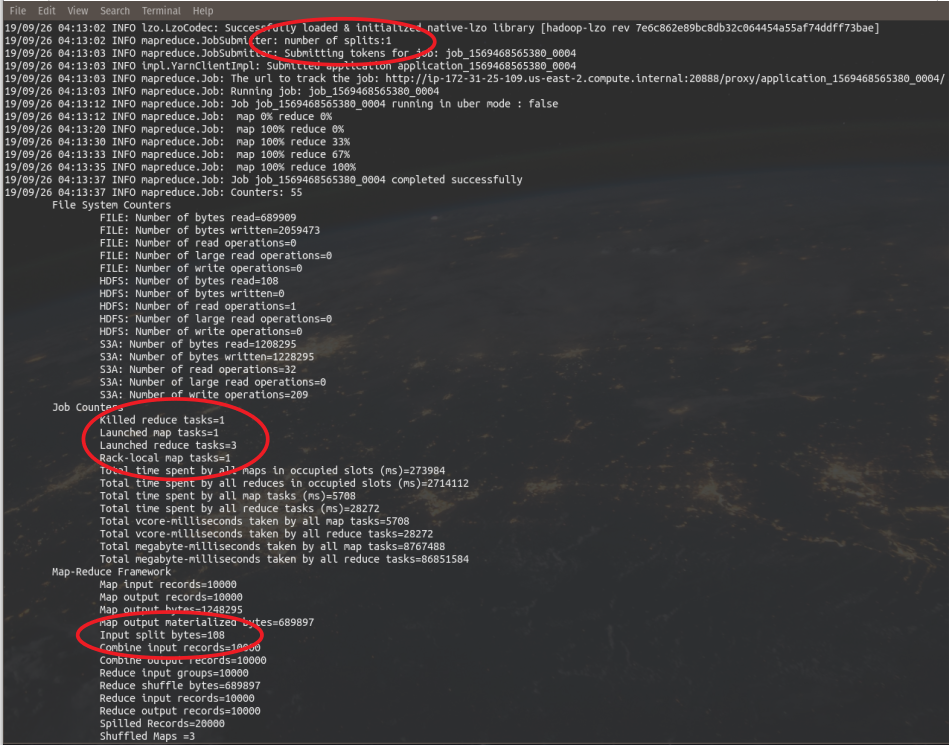 File Edit View Search Terminal Help
19/09/26 04:13:02 INFO lzo.LzoCodec: Successfully loaded & initialized native-lzo library [hadoop-lzo rev 7e6c862e89bc8db32c064454a55af74ddff73bae]
19/09/26 04:13:02 INFO mapreduce.JobSubmitter: number of splits:1
19/09/26 04:13:03 INFO mapreduce.JobSubmitter: Submitting tokens for job: job_1569468565380_0004
19/09/26 04:13:03 INFO impl.YarnClientImpl: Submitted application application_1569468565380_0004
19/09/26 04:13:03 INFO mapreduce.Job: The url to track the job: http://ip-172-31-25-109.us-east-2.compute.internal:20888/proxy/application_1569468565380_0004/
19/09/26 04:13:03 INFO mapreduce.Job: Running job: job_1569468565380_0004
19/09/26 04:13:12 INFO mapreduce.Job: Job job_1569468565380_0004 running in uber mode : false
19/09/26 04:13:12 INFO mapreduce.Job: map 0% reduce 0%
19/09/26 04:13:20 INFO mapreduce.Job: map 100% reduce 0%
19/09/26 04:13:30 INFO mapreduce.Job: map 100% reduce 33%
19/09/26 04:13:33 INFO mapreduce.Job: map 100% reduce 67%
19/09/26 04:13:35 INFO mapreduce.Job: map 100% reduce 100%
19/09/26 04:13:37 INFO mapreduce.Job: Job job_1569468565380_0004 completed successfully
19/09/26 04:13:37 INFO mapreduce.Job: Counters: 55
File System Counters
FILE: Number of bytes read=689909
FILE: Number of bytes written=2059473
FILE: Number of read operations=0
FILE: Number of large read operations=0
FILE: Number of write operations=0
HDFS: Number of bytes read=108
HDFS: Number of bytes written=0
HDFS: Number of read operations=1
HDFS: Number of large read operations=0
HDFS: Number of write operations=0
S3A: Number of bytes read=1208295
S3A: Number of bytes written=1228295
S3A: Number of read operations=32
S3A: Number of large read operations=0
S3A: Number of write operations=209
Job Counters
Killed reduce tasks=1
Launched map tasks=1
Launched reduce tasks=3
Rack-local map tasks=1
Total time spent by all maps in occupied slots (ms)=273984
Total time spent by all reduces in occupied slots (ms)=2714112
Total time spent by all map tasks (ms)=5708
Total time spent by all reduce tasks (ms)=28272
Total vcore-milliseconds taken by all map tasks=5708
Total vcore-milliseconds taken by all reduce tasks=28272
Total megabyte-milliseconds taken by all map tasks=8767488
Total megabyte-milliseconds taken by all reduce tasks=86851584
Map-Reduce Framework
Map input records=10000
Map output records=10000
Map output bytes=1248295
Map output materialized bytes=689897
Input split bytes=108
Combine input records=10000
Combine output records=10000
Reduce input groups=10000
Reduce shuffle bytes=689897
Reduce input records=10000
Reduce output records=10000
Spilled Records=20000
Shuffled Maps =3